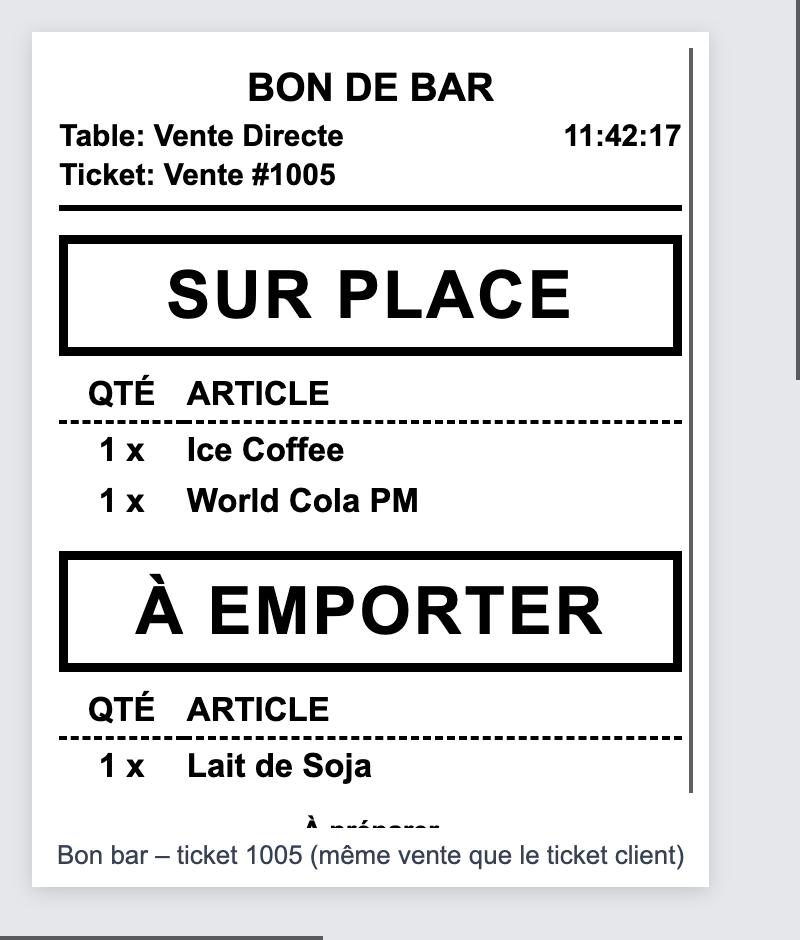 BON DE BAR
Table: Vente Directe 11:42:17
Ticket: Vente #1005
SUR PLACE
QTÉ ARTICLE
1 x Ice Coffee
1 x World Cola PM
À EMPORTER
QTÉ ARTICLE
1 x Lait de Soja
À préparer
Bon bar – ticket 1005 (même vente que le ticket client)